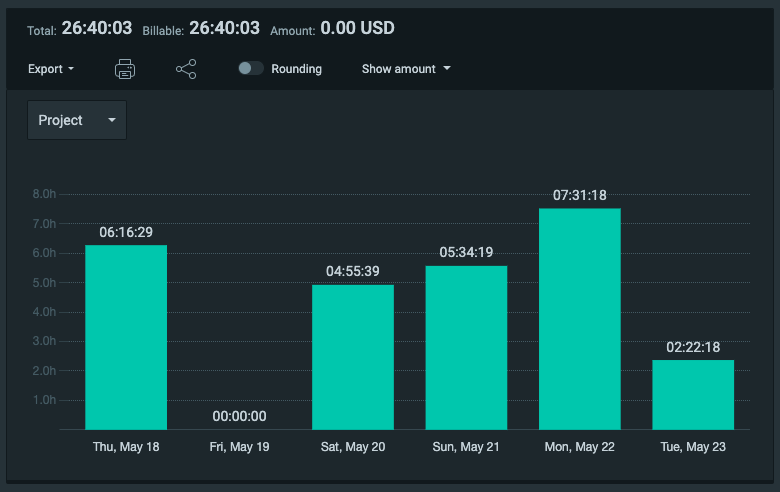 Total: 26:40:03 Billable: 26:40:03 Amount: 0.00 USD
Export Rounding Show amount
Project
8.0h
7.0h
6.0h
5.0h
4.0h
3.0h
2.0h
1.0h
06:16:29
00:00:00
04:55:39
05:34:19
07:31:18
02:22:18
Thu, May 18 Fri, May 19 Sat, May 20 Sun, May 21 Mon, May 22 Tue, May 23